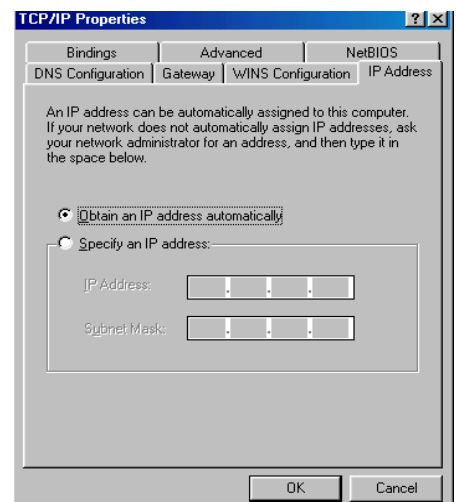 TCP/IP Properties
? ×
Bindings Advanced NetBIOS
DNS Configuration Gateway WINS Configuration IP Address
An IP address can be automatically assigned to this computer.
If your network does not automatically assign IP addresses, ask
your network administrator for an address, and then type it in
the space below.
Obtain an IP address automatically
Specify an IP address:
IP Address:
. . .
Subnet Mask:
. . .
OK Cancel